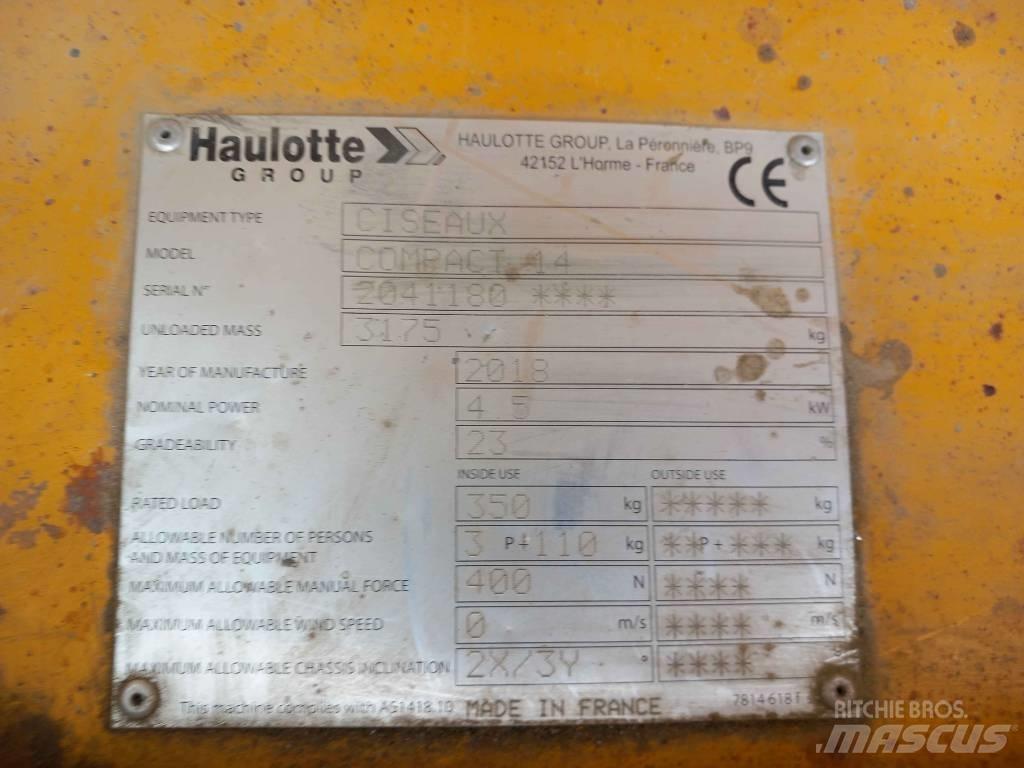 Haulotte
GROUP
HAULOTTE GROUP, La Péronnière, BP9
42152 L'Horme - France
CE
EQUIPMENT TYPE CISEAUX
MODEL COMPACT 14
SERIAL N° 2041180 ****
UNLOADED MASS 3175 kg
YEAR OF MANUFACTURE 2018
NOMINAL POWER 4.5 kW
GRADEABILITY 23 %
INSIDE USE OUTSIDE USE
RATED LOAD 350 kg ***** kg
ALLOWABLE NUMBER OF PERSONS
AND MASS OF EQUIPMENT 3 P+ 110 kg ** P+ *** kg
MAXIMUM ALLOWABLE MANUAL FORCE 400 N **** N
MAXIMUM ALLOWABLE WIND SPEED 0 m/s **** m/s
MAXIMUM ALLOWABLE CHASSIS INCLINATION 2X/3Y ° ****
This machine complies with AS1418.10 MADE IN FRANCE 7814618
RITCHIE BROS.
MASCUS